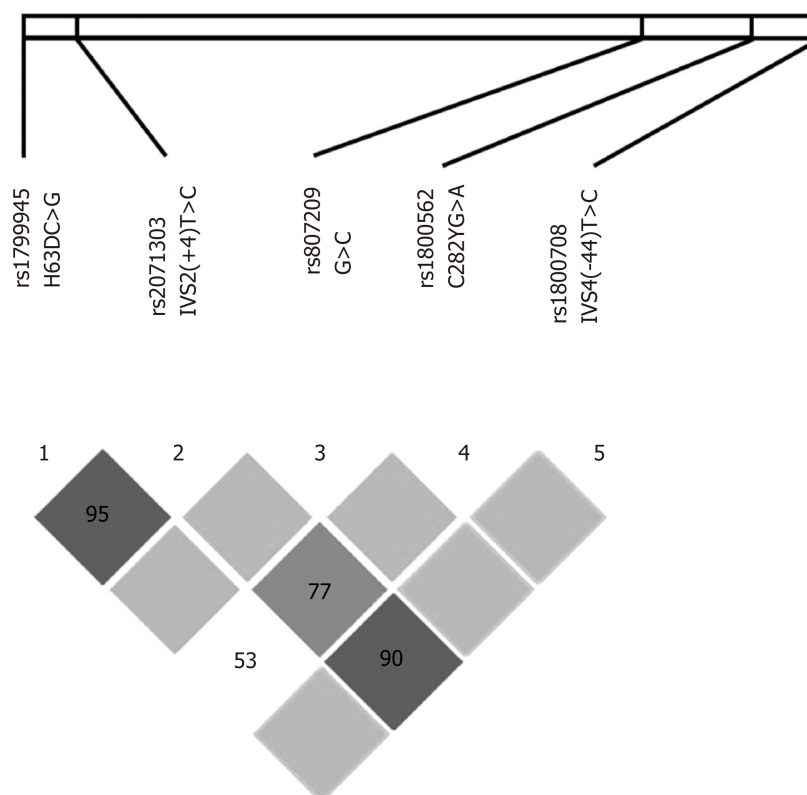 rs1799945
H63DC>G
rs2071303
IVS2(+4)T>C
rs807209
G>C
rs1800562
C282YG>A
rs1800708
IVS4(-44)T>C
1 2 3 4 5
95
77
53 90